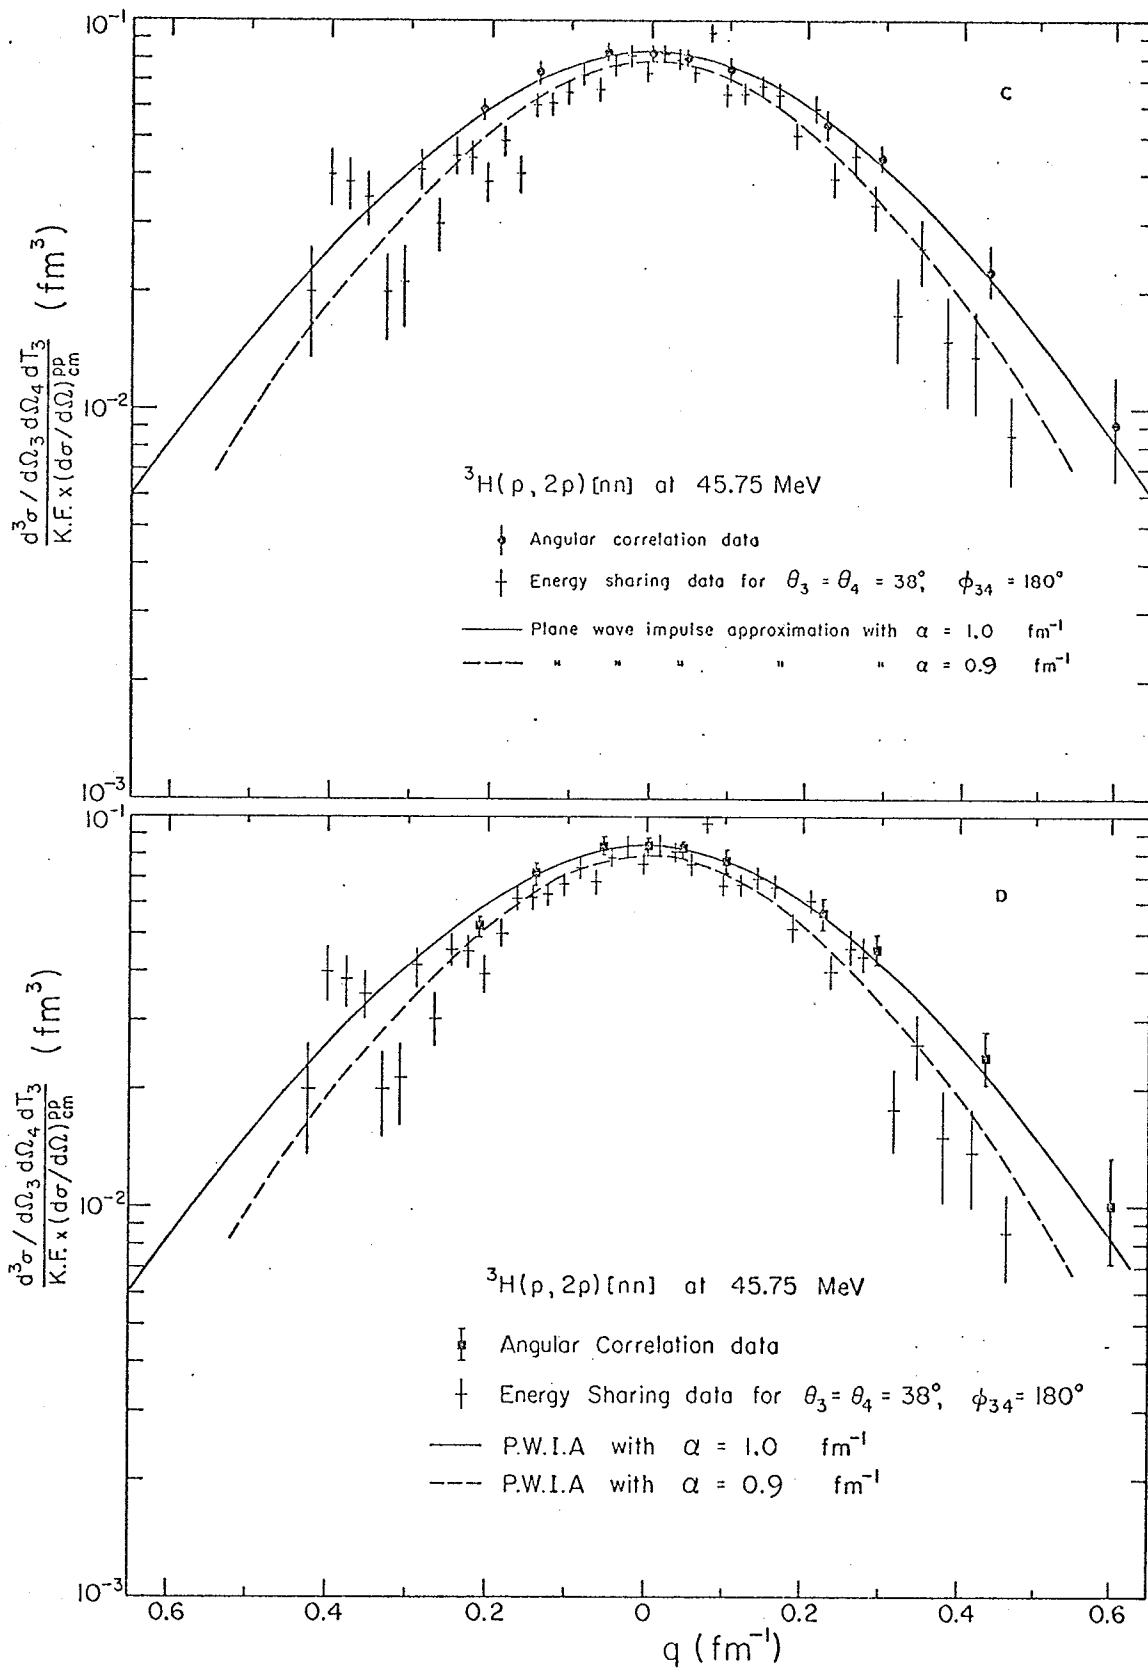 10⁻¹
C
d³σ / dΩ₃ dΩ₄ dT₃
K.F. x (dσ/dΩ)ᵖᵖcm
(fm³)
10⁻²
³H(p, 2p)[nn] at 45.75 MeV
Angular correlation data
Energy sharing data for θ₃ = θ₄ = 38°, φ₃₄ = 180°
Plane wave impulse approximation with α = 1.0 fm⁻¹
" " " " " α = 0.9 fm⁻¹
10⁻³
10⁻¹
D
d³σ / dΩ₃ dΩ₄ dT₃
K.F. x (dσ/dΩ)ᵖᵖcm
(fm³)
10⁻²
³H(p, 2p)[nn] at 45.75 MeV
Angular Correlation data
Energy Sharing data for θ₃ = θ₄ = 38°, φ₃₄ = 180°
P.W.I.A with α = 1.0 fm⁻¹
P.W.I.A with α = 0.9 fm⁻¹
10⁻³
0.6 0.4 0.2 0 0.2 0.4 0.6
q (fm⁻¹)